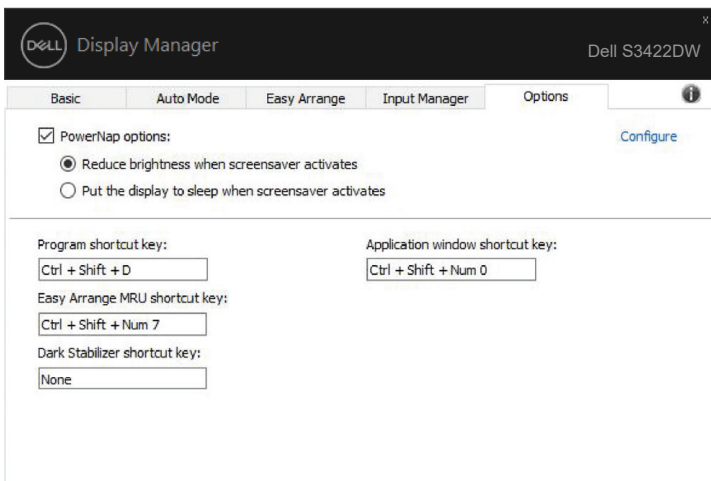 x
DELL Display Manager
Dell S3422DW
Basic Auto Mode Easy Arrange Input Manager Options
PowerNap options: Configure
Reduce brightness when screensaver activates
Put the display to sleep when screensaver activates
Program shortcut key: Application window shortcut key:
Ctrl + Shift + D Ctrl + Shift + Num 0
Easy Arrange MRU shortcut key:
Ctrl + Shift + Num 7
Dark Stabilizer shortcut key:
None